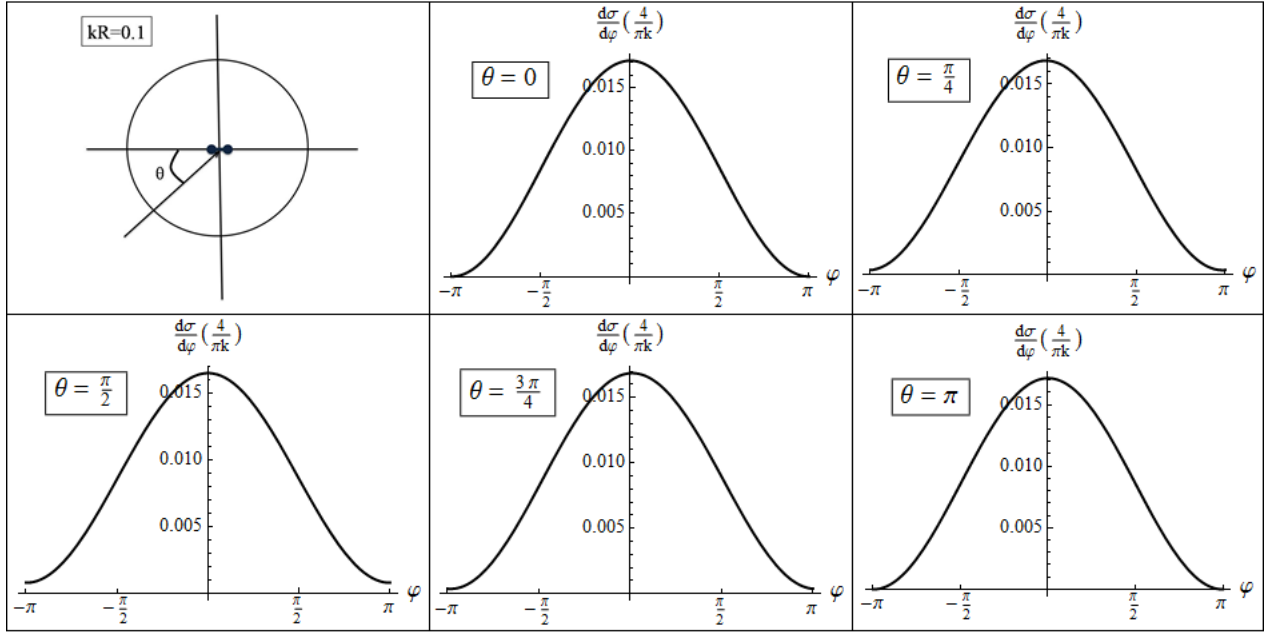 kR=0.1
θ
dσ/dφ (4/πk)
θ = 0
0.015
0.010
0.005
−π −π/2 π/2 π φ
dσ/dφ (4/πk)
θ = π/4
0.015
0.010
0.005
−π −π/2 π/2 π φ
dσ/dφ (4/πk)
θ = π/2
0.015
0.010
0.005
−π −π/2 π/2 π φ
dσ/dφ (4/πk)
θ = 3π/4
0.015
0.010
0.005
−π −π/2 π/2 π φ
dσ/dφ (4/πk)
θ = π
0.015
0.010
0.005
−π −π/2 π/2 π φ